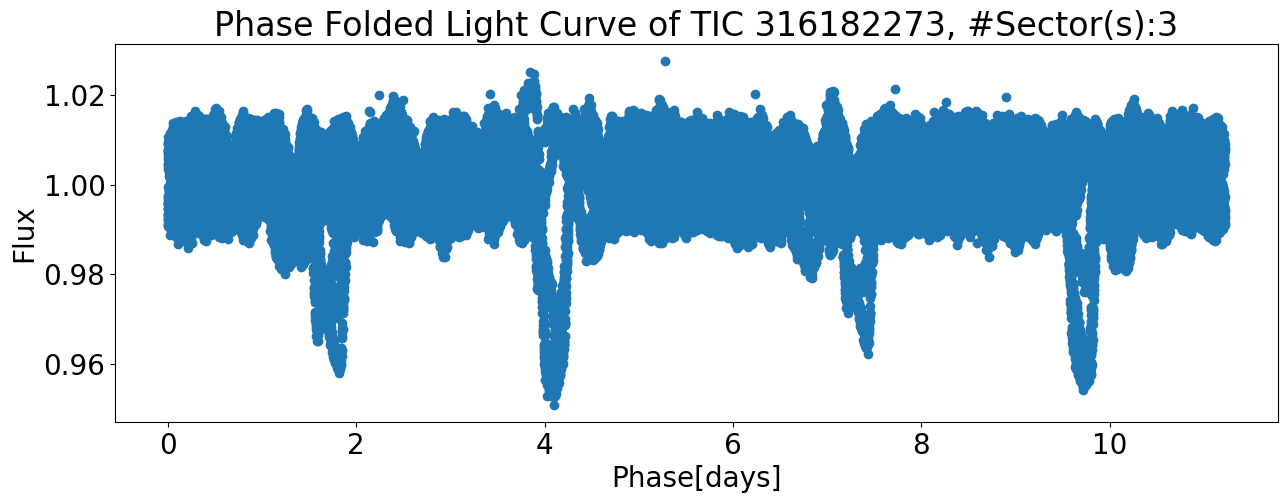 Phase Folded Light Curve of TIC 316182273, #Sector(s):3
1.02
1.00
0.98
0.96
Flux
0 2 4 6 8 10
Phase[days]